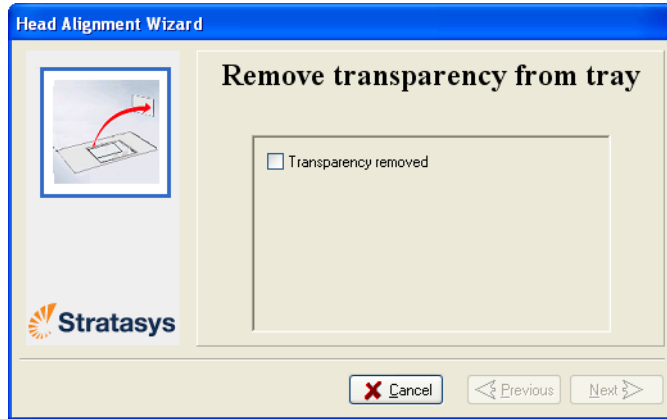 Head Alignment Wizard
Remove transparency from tray
Transparency removed
Stratasys
Cancel
Previous
Next